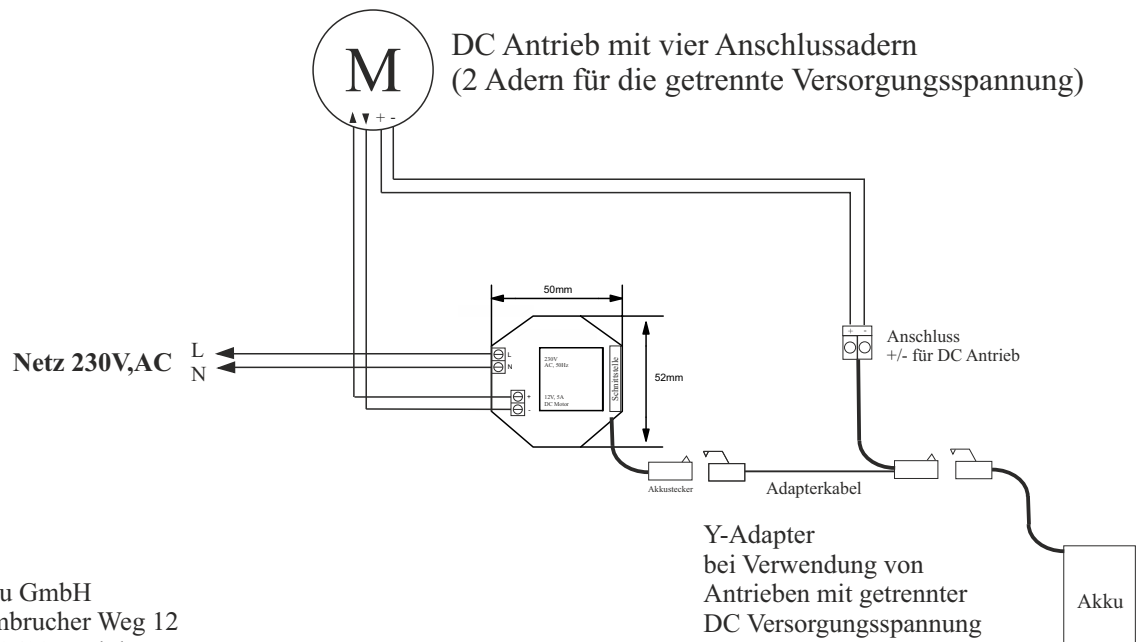 M
+ -
DC Antrieb mit vier Anschlussadern
(2 Adern für die getrennte Versorgungsspannung)
50mm
Netz 230V,AC
L
N
L
N
230V
AC, 50Hz
12V, 5A
DC Motor
+
-
Schnittstelle
52mm
+ -
Anschluss
+/- für DC Antrieb
Akkustecker
Adapterkabel
Y-Adapter
bei Verwendung von
Antrieben mit getrennter
DC Versorgungsspannung
Akku
u GmbH
mbrucher Weg 12